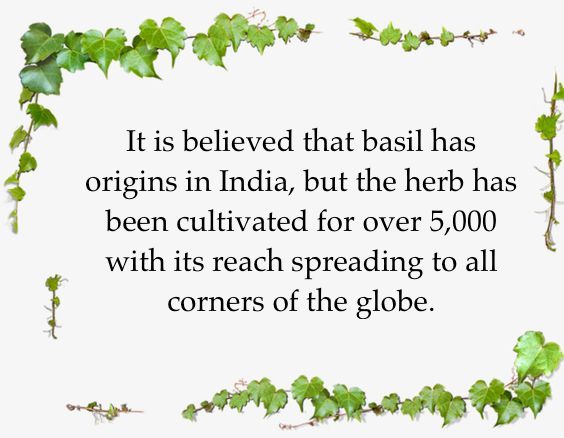 It is believed that basil has
origins in India, but the herb has
been cultivated for over 5,000
with its reach spreading to all
corners of the globe.